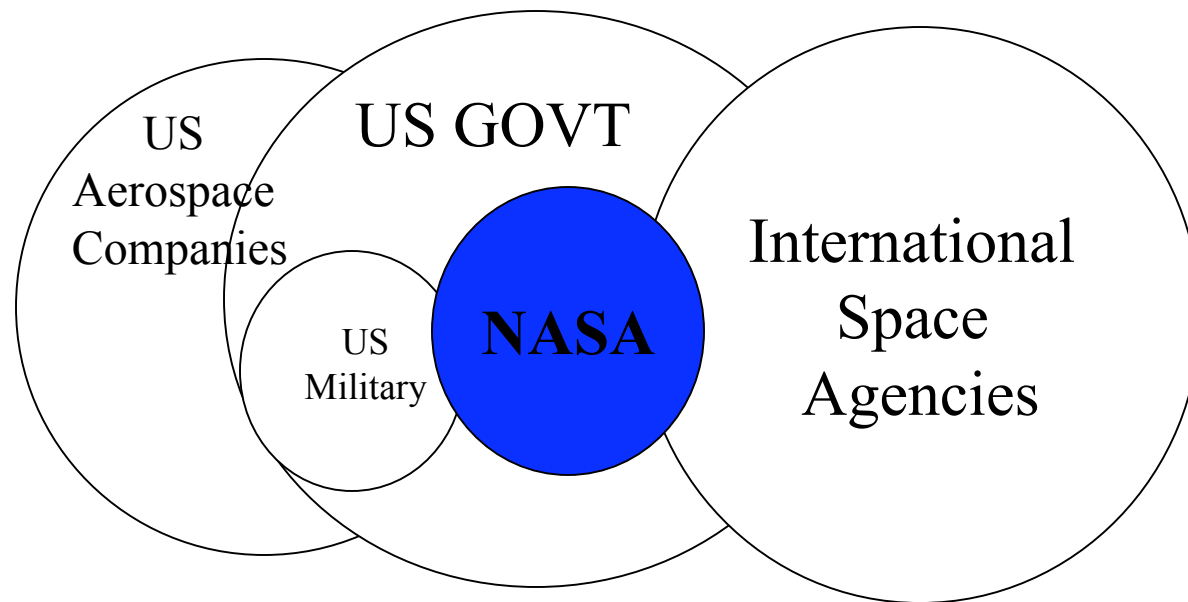 US
Aerospace
Companies
US GOVT
US
Military
NASA
International
Space
Agencies